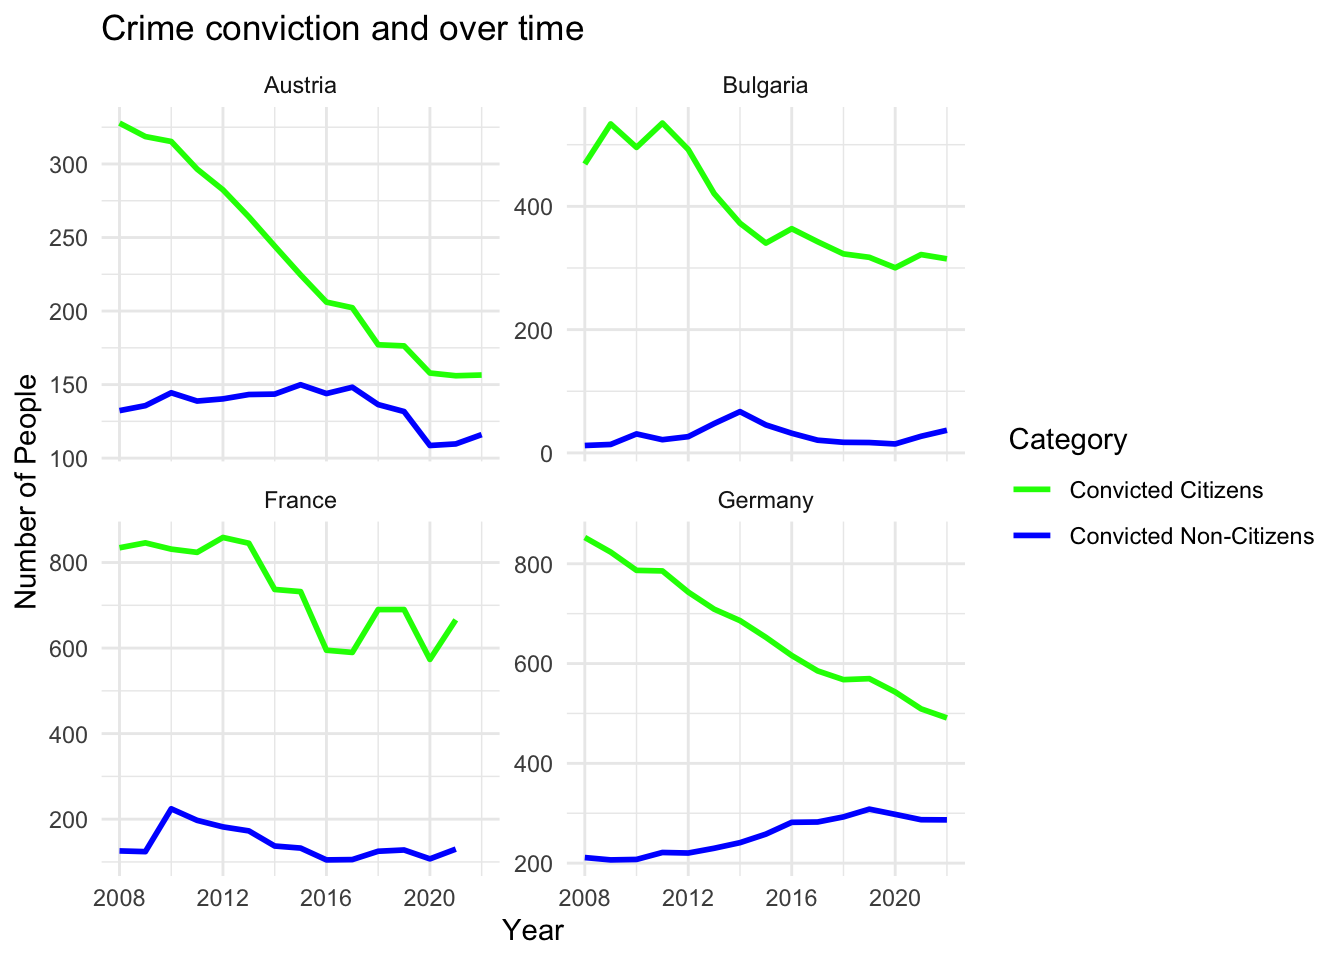 Crime conviction and over time
Austria
Bulgaria
300
250
200
150
100
400
200
0
France
Germany
800
600
400
200
800
600
400
200
2008 2012 2016 2020
2008 2012 2016 2020
Year
Number of People
Category
Convicted Citizens
Convicted Non-Citizens